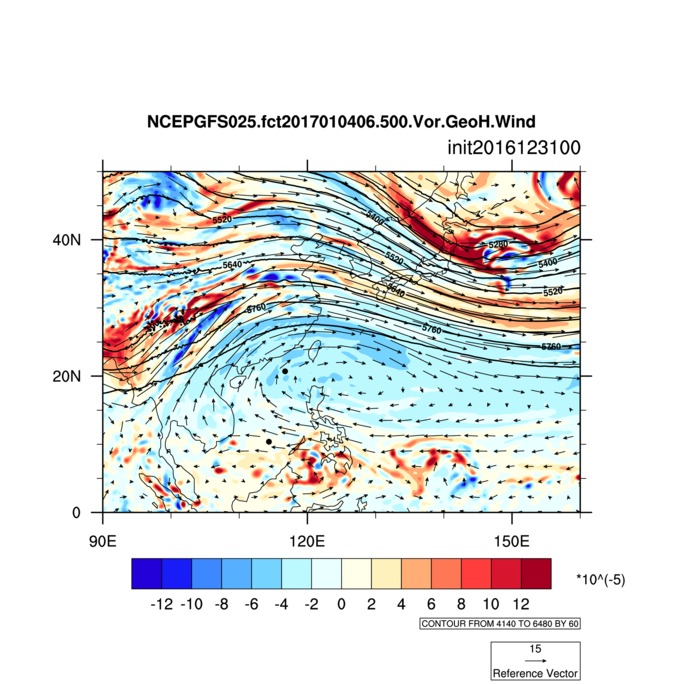 NCEPGFS025.fct2017010406.500.Vor.GeoH.Wind
init2016123100
5400
5520
5280
40N
5520
5640
5400
5640
5520
5760
5760
5760
20N
0
90E 120E 150E
-12 -10 -8 -6 -4 -2 0 2 4 6 8 10 12
*10^(-5)
CONTOUR FROM 4140 TO 6480 BY 60
15
Reference Vector